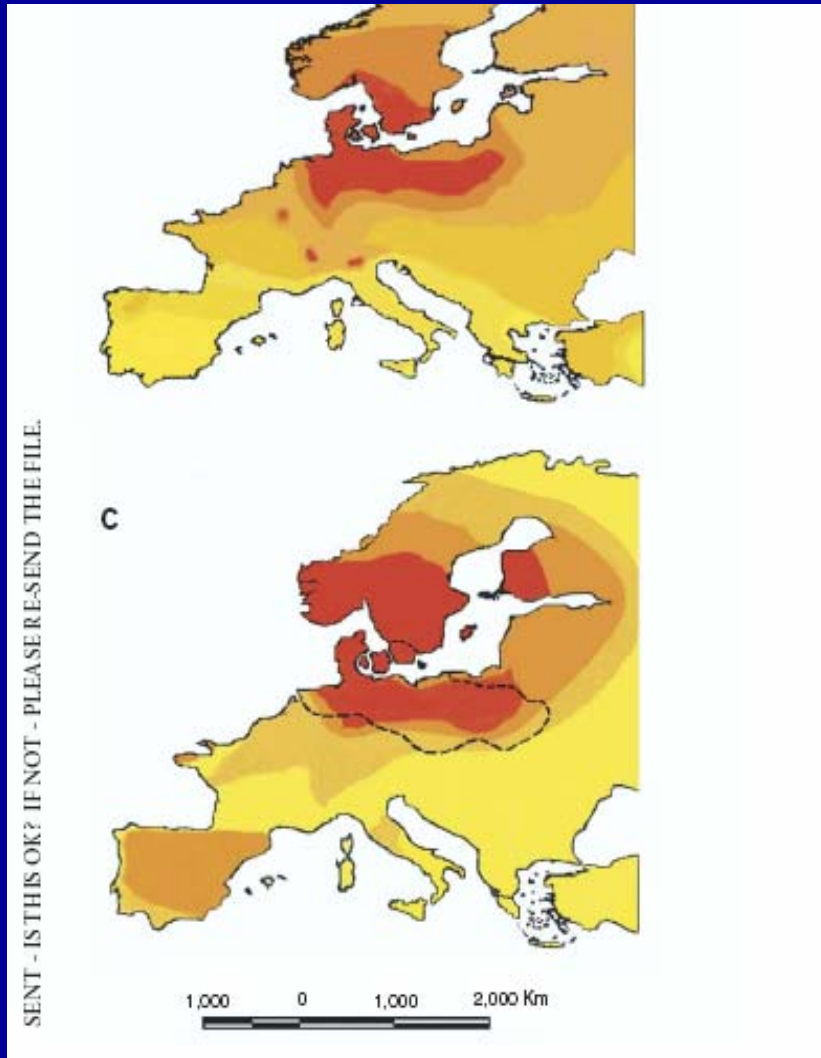 SENT - IS THIS OK? IF NOT - PLEASE RE-SEND THE FILE.
C
1,000 0 1,000 2,000 Km